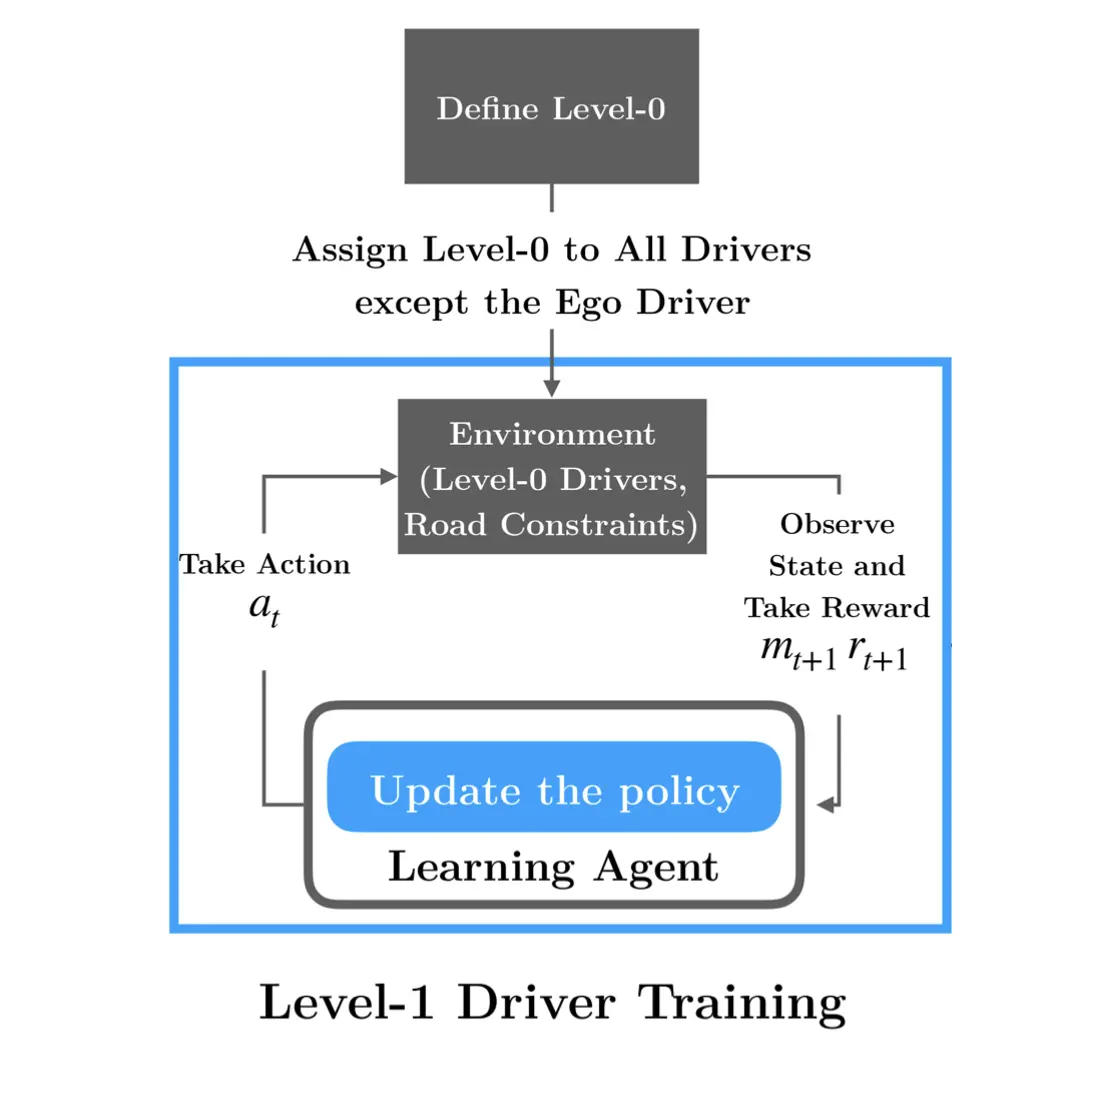 Define Level-0
Assign Level-0 to All Drivers
except the Ego Driver
Environment
(Level-0 Drivers,
Road Constraints)
Take Action
a_t
Observe
State and
Take Reward
m_{t+1} r_{t+1}
Update the policy
Learning Agent
Level-1 Driver Training